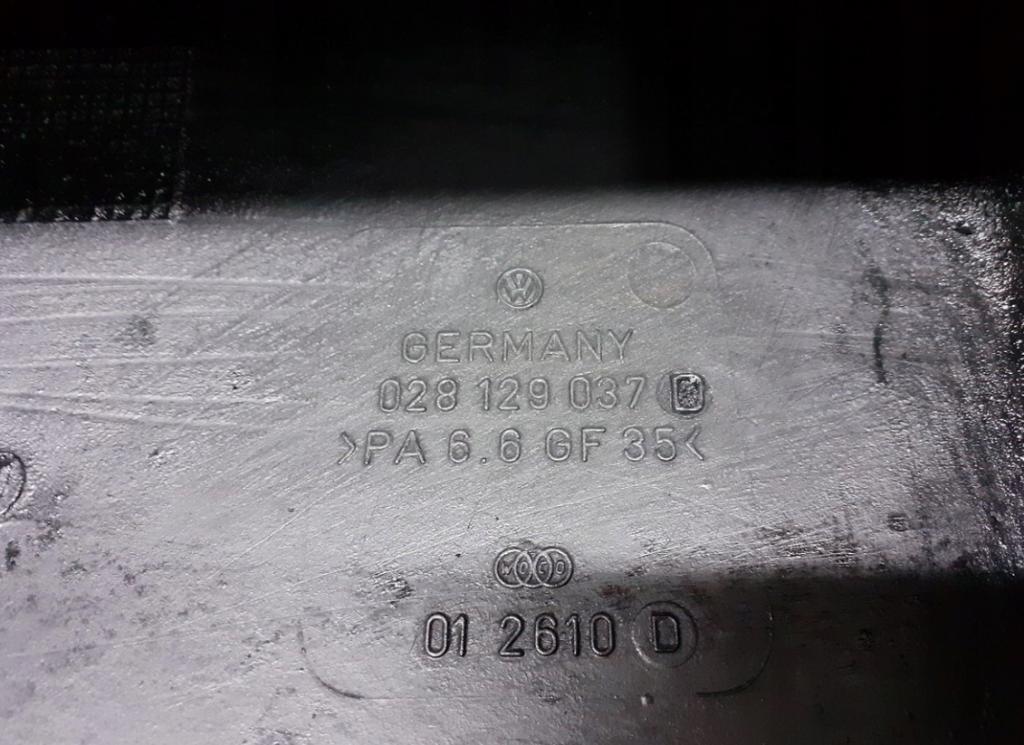 GERMANY
028 129 037 D
>PA 6.6 GF 35<
01 2610 D